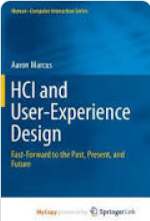 Human–Computer Interaction Series
Aaron Marcus
HCI and
User-Experience
Design
Fast-Forward to the Past, Present, and
Future
MyCopy
Springer Link